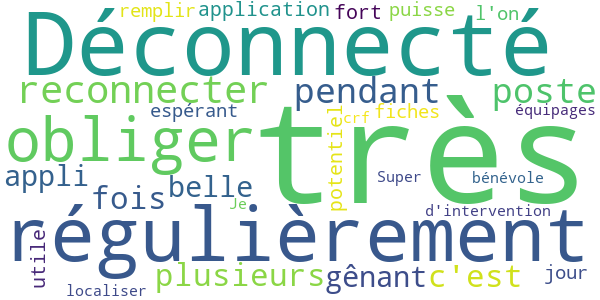 remplir application fort puisse l'on
Déconnecté
reconnecter pendant poste
espérant potentiel crf fiches équipages
obliger très
appli fois belle Super bénévole
Je d'intervention
régulièrement
utile plusieurs gênant c'est jour
localiser